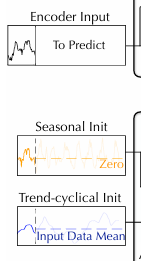 Encoder Input
To Predict
Seasonal Init
Zero
Trend-cyclical Init
Input Data Mean